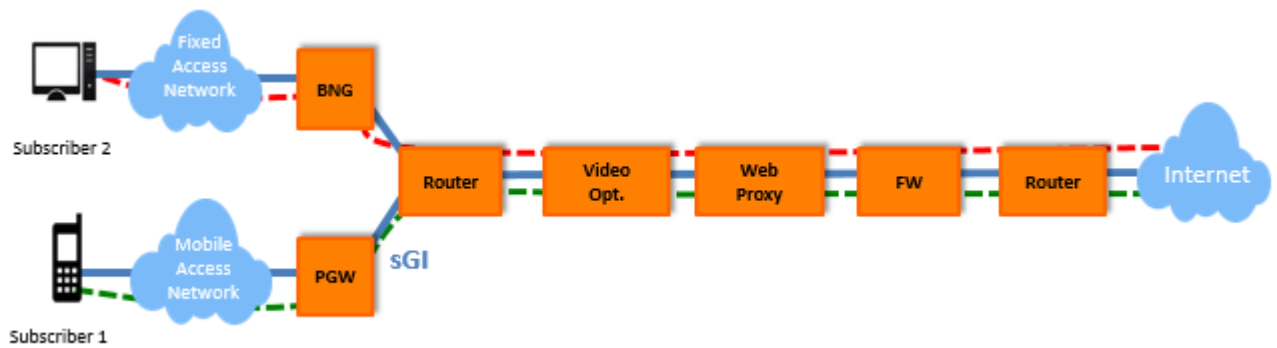 Fixed
Access
Network
BNG
Subscriber 2
Router
Video
Opt.
Web
Proxy
FW
Router
Internet
Mobile
Access
Network
PGW
sGI
Subscriber 1